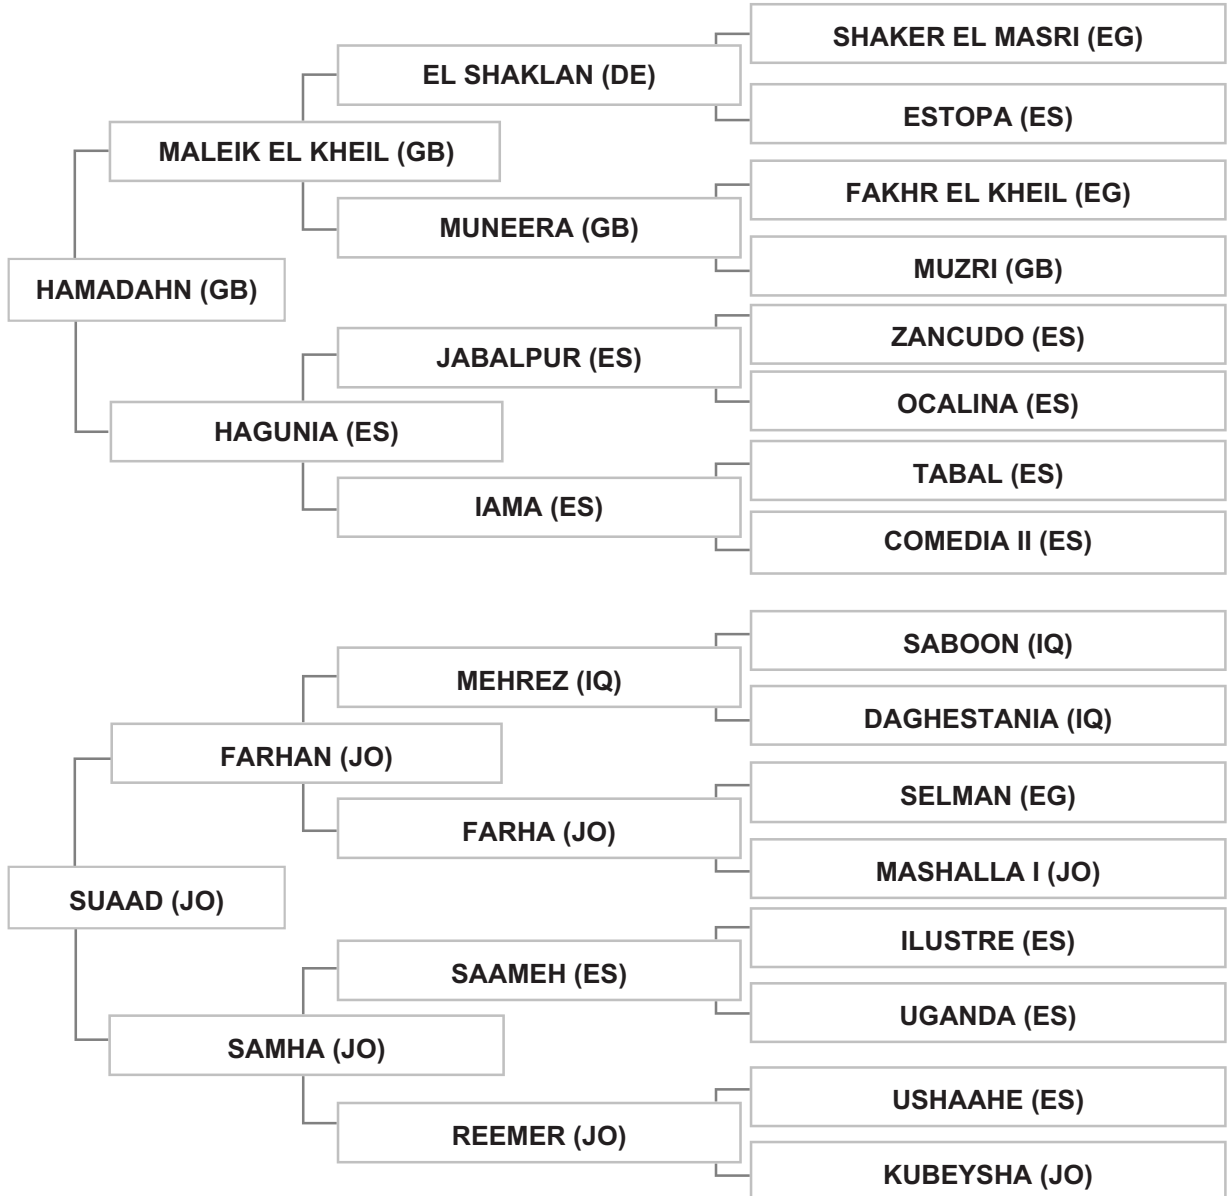 SHAKER EL MASRI (EG)
EL SHAKLAN (DE)
ESTOPA (ES)
MALEIK EL KHEIL (GB)
FAKHR EL KHEIL (EG)
MUNEERA (GB)
MUZRI (GB)
HAMADAHN (GB)
ZANCUDO (ES)
JABALPUR (ES)
OCALINA (ES)
HAGUNIA (ES)
TABAL (ES)
IAMA (ES)
COMEDIA II (ES)
SABOON (IQ)
MEHREZ (IQ)
DAGHESTANIA (IQ)
FARHAN (JO)
SELMAN (EG)
FARHA (JO)
MASHALLA I (JO)
SUAAD (JO)
ILUSTRE (ES)
SAAMEH (ES)
UGANDA (ES)
SAMHA (JO)
USHAAHE (ES)
REEMER (JO)
KUBEYSHA (JO)